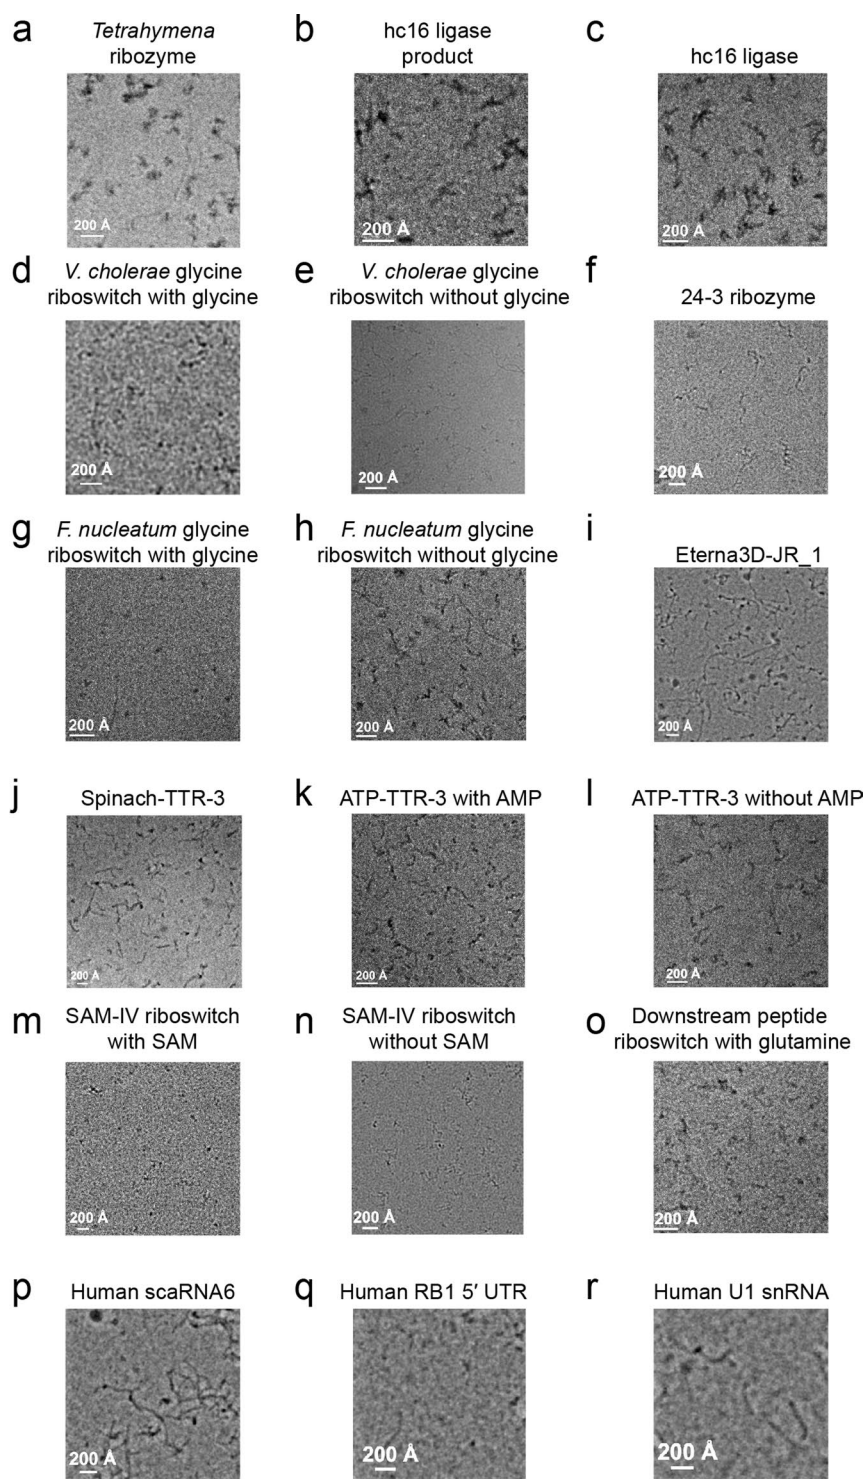 a
Tetrahymena
ribozyme
200 Å
b
hc16 ligase
product
200 Å
c
hc16 ligase
200 Å
d
V. cholerae glycine
riboswitch with glycine
200 Å
e
V. cholerae glycine
riboswitch without glycine
200 Å
f
24-3 ribozyme
200 Å
g
F. nucleatum glycine
riboswitch with glycine
200 Å
h
F. nucleatum glycine
riboswitch without glycine
200 Å
i
Eterna3D-JR_1
200 Å
j
Spinach-TTR-3
200 Å
k
ATP-TTR-3 with AMP
200 Å
l
ATP-TTR-3 without AMP
200 Å
m
SAM-IV riboswitch
with SAM
200 Å
n
SAM-IV riboswitch
without SAM
200 Å
o
Downstream peptide
riboswitch with glutamine
200 Å
p
Human scaRNA6
200 Å
q
Human RB1 5′ UTR
200 Å
r
Human U1 snRNA
200 Å